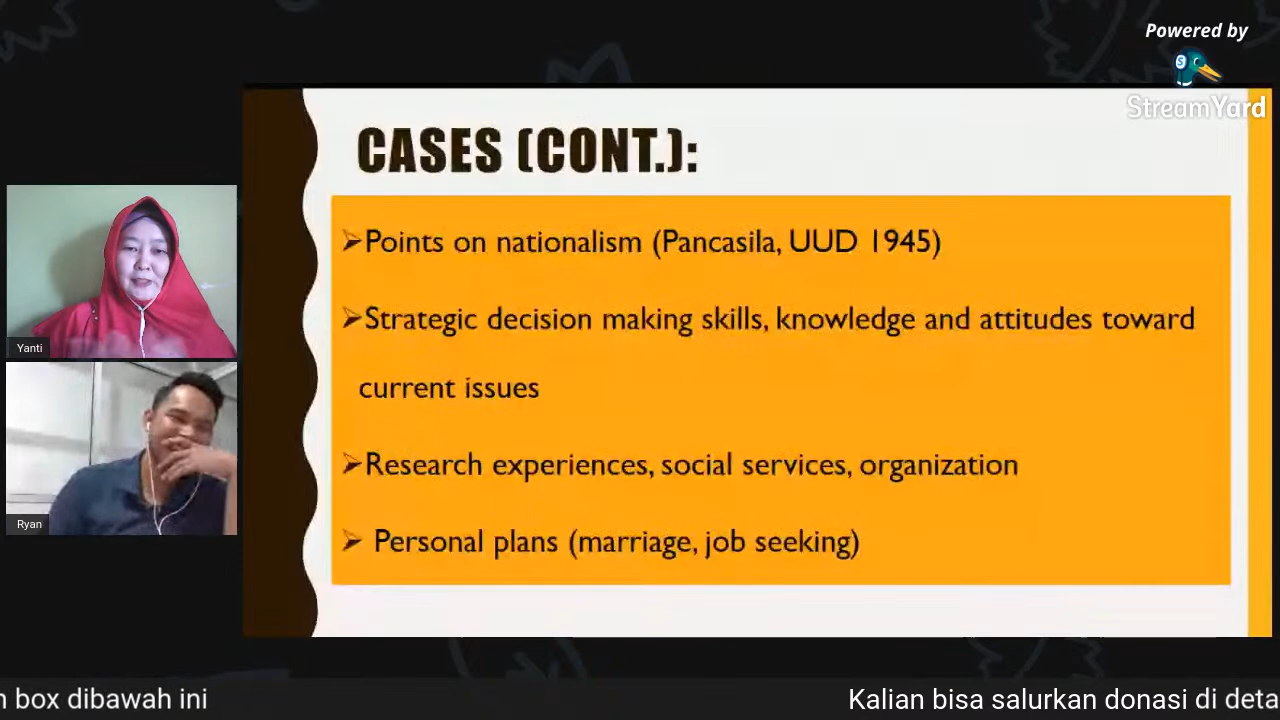 Powered by
StreamYard
CASES (CONT.):
➢Points on nationalism (Pancasila, UUD 1945)
➢Strategic decision making skills, knowledge and attitudes toward
current issues
➢Research experiences, social services, organization
➢ Personal plans (marriage, job seeking)
Yanti
Ryan
box dibawah ini
Kalian bisa salurkan donasi di